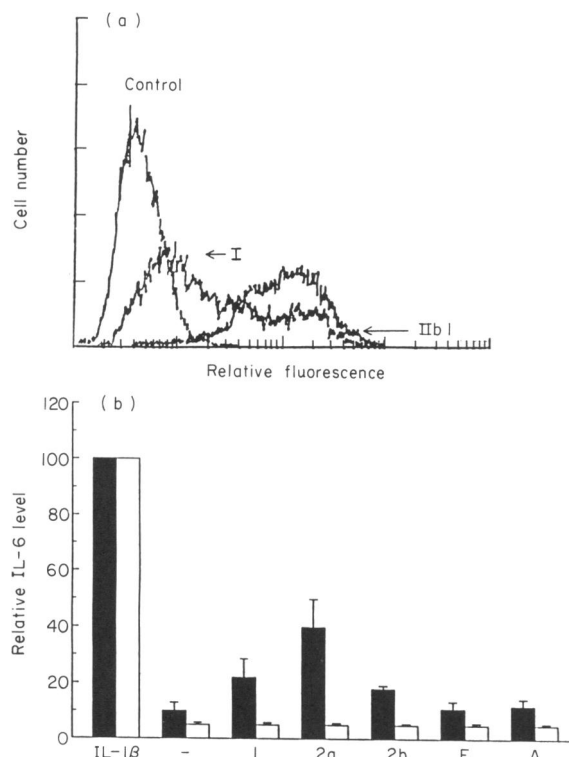 (a)
Control
Cell number
I
IIb1
Relative fluorescence
(b)
120
100
80
60
40
20
0
Relative IL-6 level
IL-1β – 1 2a 2b F A